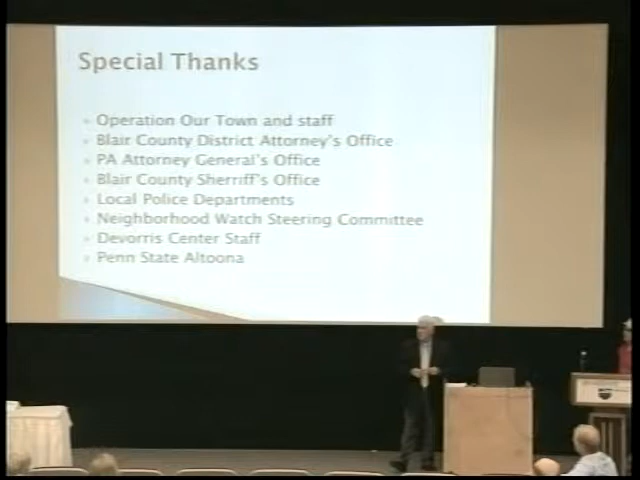 Special Thanks
Operation Our Town and staff
Blair County District Attorney's Office
PA Attorney General's Office
Blair County Sherriff's Office
Local Police Departments
Neighborhood Watch Steering Committee
Devorris Center Staff
Penn State Altoona